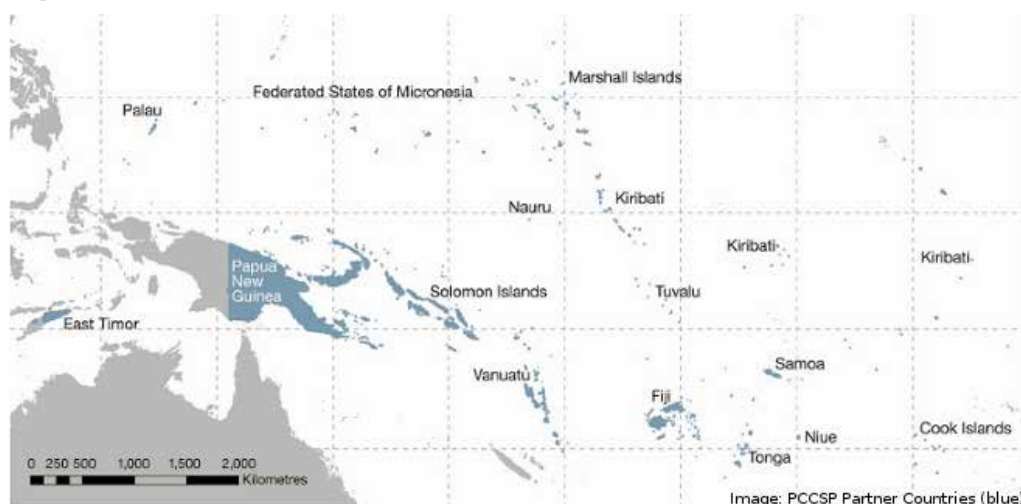 Marshall Islands
Federated States of Micronesia
Palau
Kiribati
Nauru
Kiribati
Kiribati
Papua
New
Guinea
Solomon Islands
Tuvalu
East Timor
Samoa
Vanuatu
Fiji
Cook Islands
Niue
Tonga
0 250 500 1,000 1,500 2,000
Kilometres
Image: PCCSP Partner Countries (blue